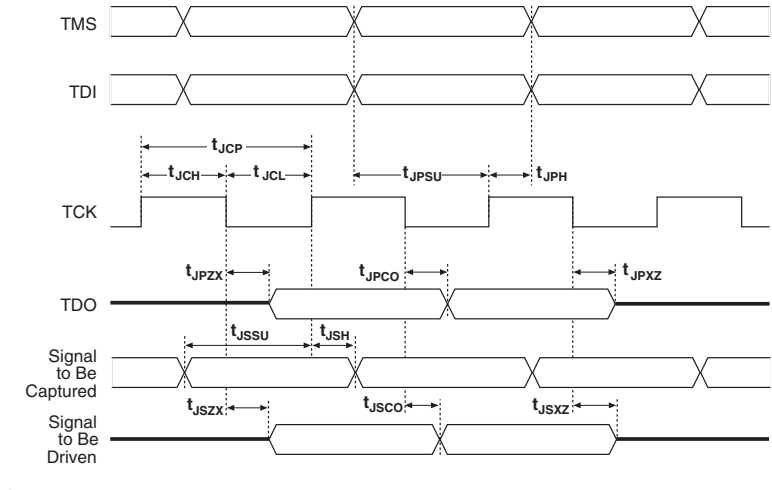 TMS
TDI
tJCP
tJCH tJCL tJPSU tJPH
TCK
tJPZX tJPCO tJPXZ
TDO
tJSSU tJSH
Signal
to Be
Captured
tJSZX tJSCO tJSXZ
Signal
to Be
Driven